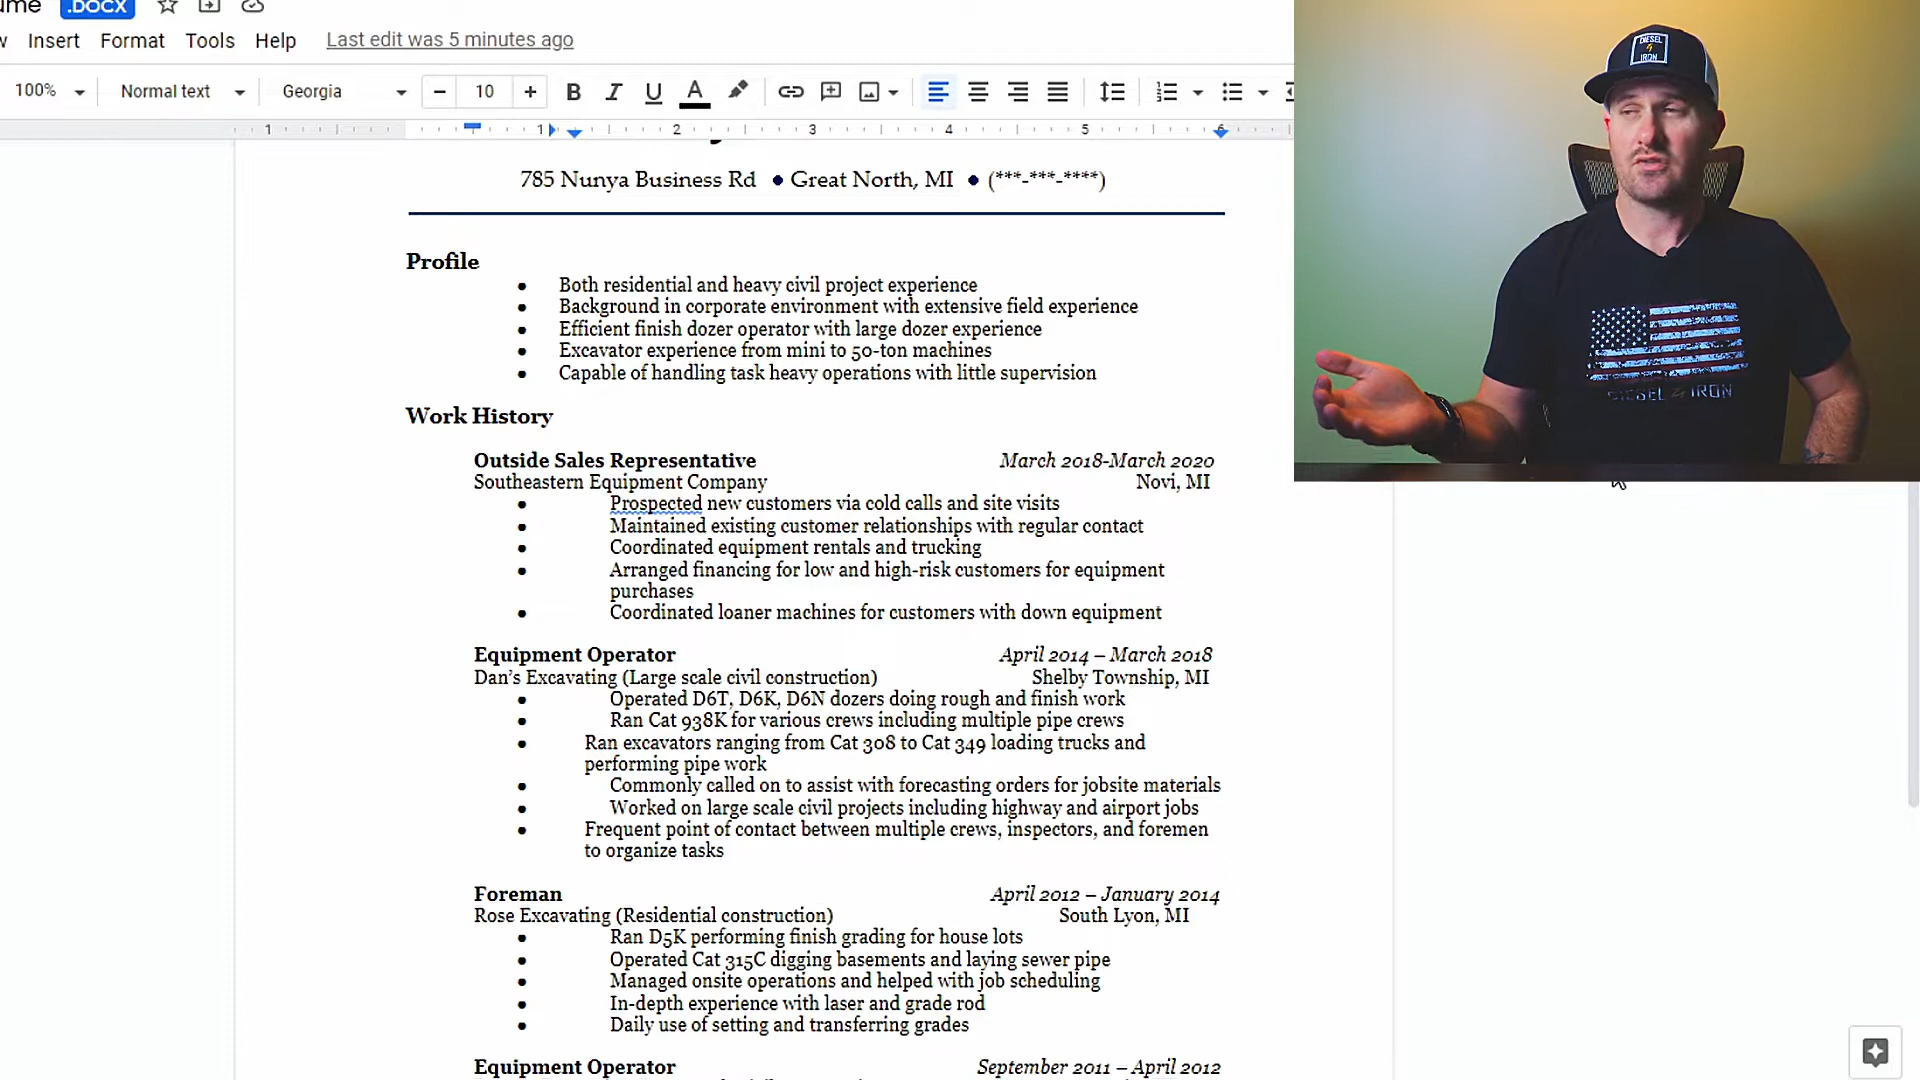 ume .DOCX
w Insert Format Tools Help Last edit was 5 minutes ago
100% Normal text Georgia 10
1 1 2 3 4 5 6
785 Nunya Business Rd ● Great North, MI ● (***-***-****)
Profile
● Both residential and heavy civil project experience
● Background in corporate environment with extensive field experience
● Efficient finish dozer operator with large dozer experience
● Excavator experience from mini to 50-ton machines
● Capable of handling task heavy operations with little supervision
Work History
Outside Sales Representative March 2018-March 2020
Southeastern Equipment Company Novi, MI
● Prospected new customers via cold calls and site visits
● Maintained existing customer relationships with regular contact
● Coordinated equipment rentals and trucking
● Arranged financing for low and high-risk customers for equipment
purchases
● Coordinated loaner machines for customers with down equipment
Equipment Operator April 2014 – March 2018
Dan's Excavating (Large scale civil construction) Shelby Township, MI
● Operated D6T, D6K, D6N dozers doing rough and finish work
● Ran Cat 938K for various crews including multiple pipe crews
● Ran excavators ranging from Cat 308 to Cat 349 loading trucks and
performing pipe work
● Commonly called on to assist with forecasting orders for jobsite materials
● Worked on large scale civil projects including highway and airport jobs
● Frequent point of contact between multiple crews, inspectors, and foremen
to organize tasks
Foreman April 2012 – January 2014
Rose Excavating (Residential construction) South Lyon, MI
● Ran D5K performing finish grading for house lots
● Operated Cat 315C digging basements and laying sewer pipe
● Managed onsite operations and helped with job scheduling
● In-depth experience with laser and grade rod
● Daily use of setting and transferring grades
Equipment Operator September 2011 – April 2012
DIESEL
IRON
DIESEL IRON